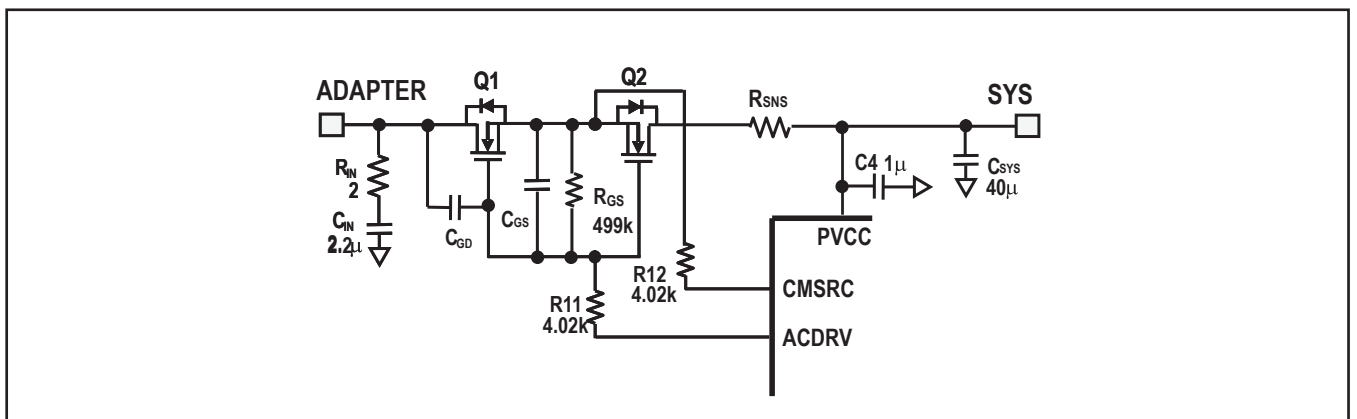 ADAPTER
Q1
Q2
RSNS
SYS
RIN
2
CIN
2.2µ
CGD
CGS
RGS
499k
R12
4.02k
R11
4.02k
C4 1µ
CSYS
40µ
PVCC
CMSRC
ACDRV